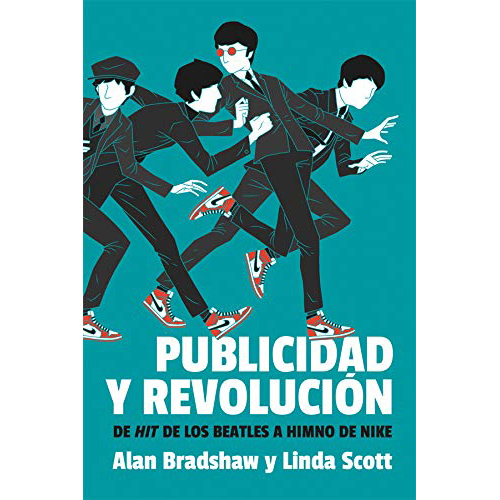 PUBLICIDAD
Y REVOLUCIÓN
DE HIT DE LOS BEATLES A HIMNO DE NIKE
Alan Bradshaw y Linda Scott